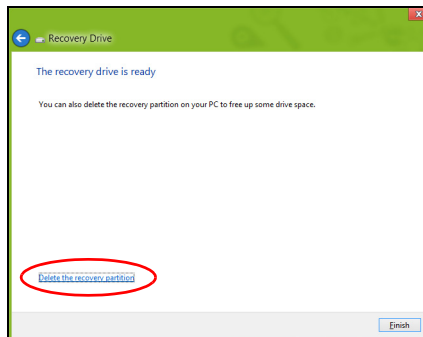 Recovery Drive
The recovery drive is ready
You can also delete the recovery partition on your PC to free up some drive space.
Delete the recovery partition
Finish